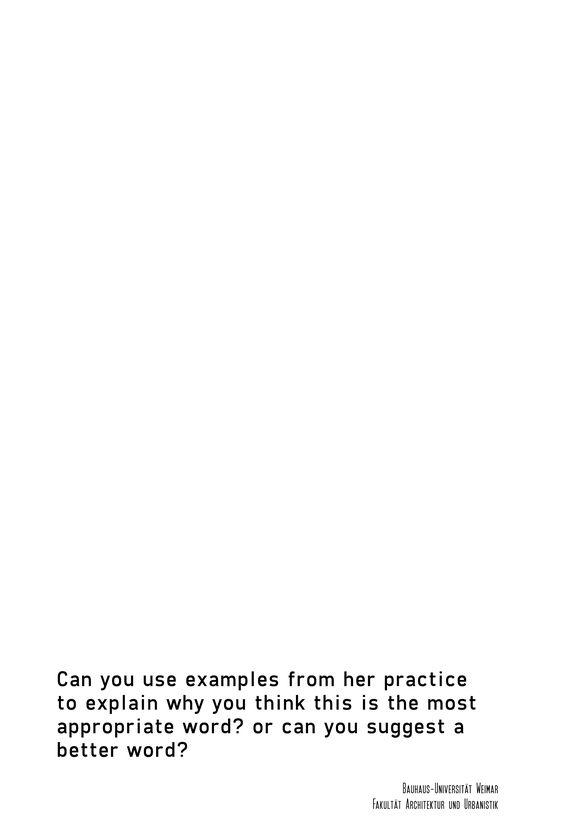 Can you use examples from her practice
to explain why you think this is the most
appropriate word? or can you suggest a
better word?
Bauhaus-Universität Weimar
Fakultät Architektur und Urbanistik